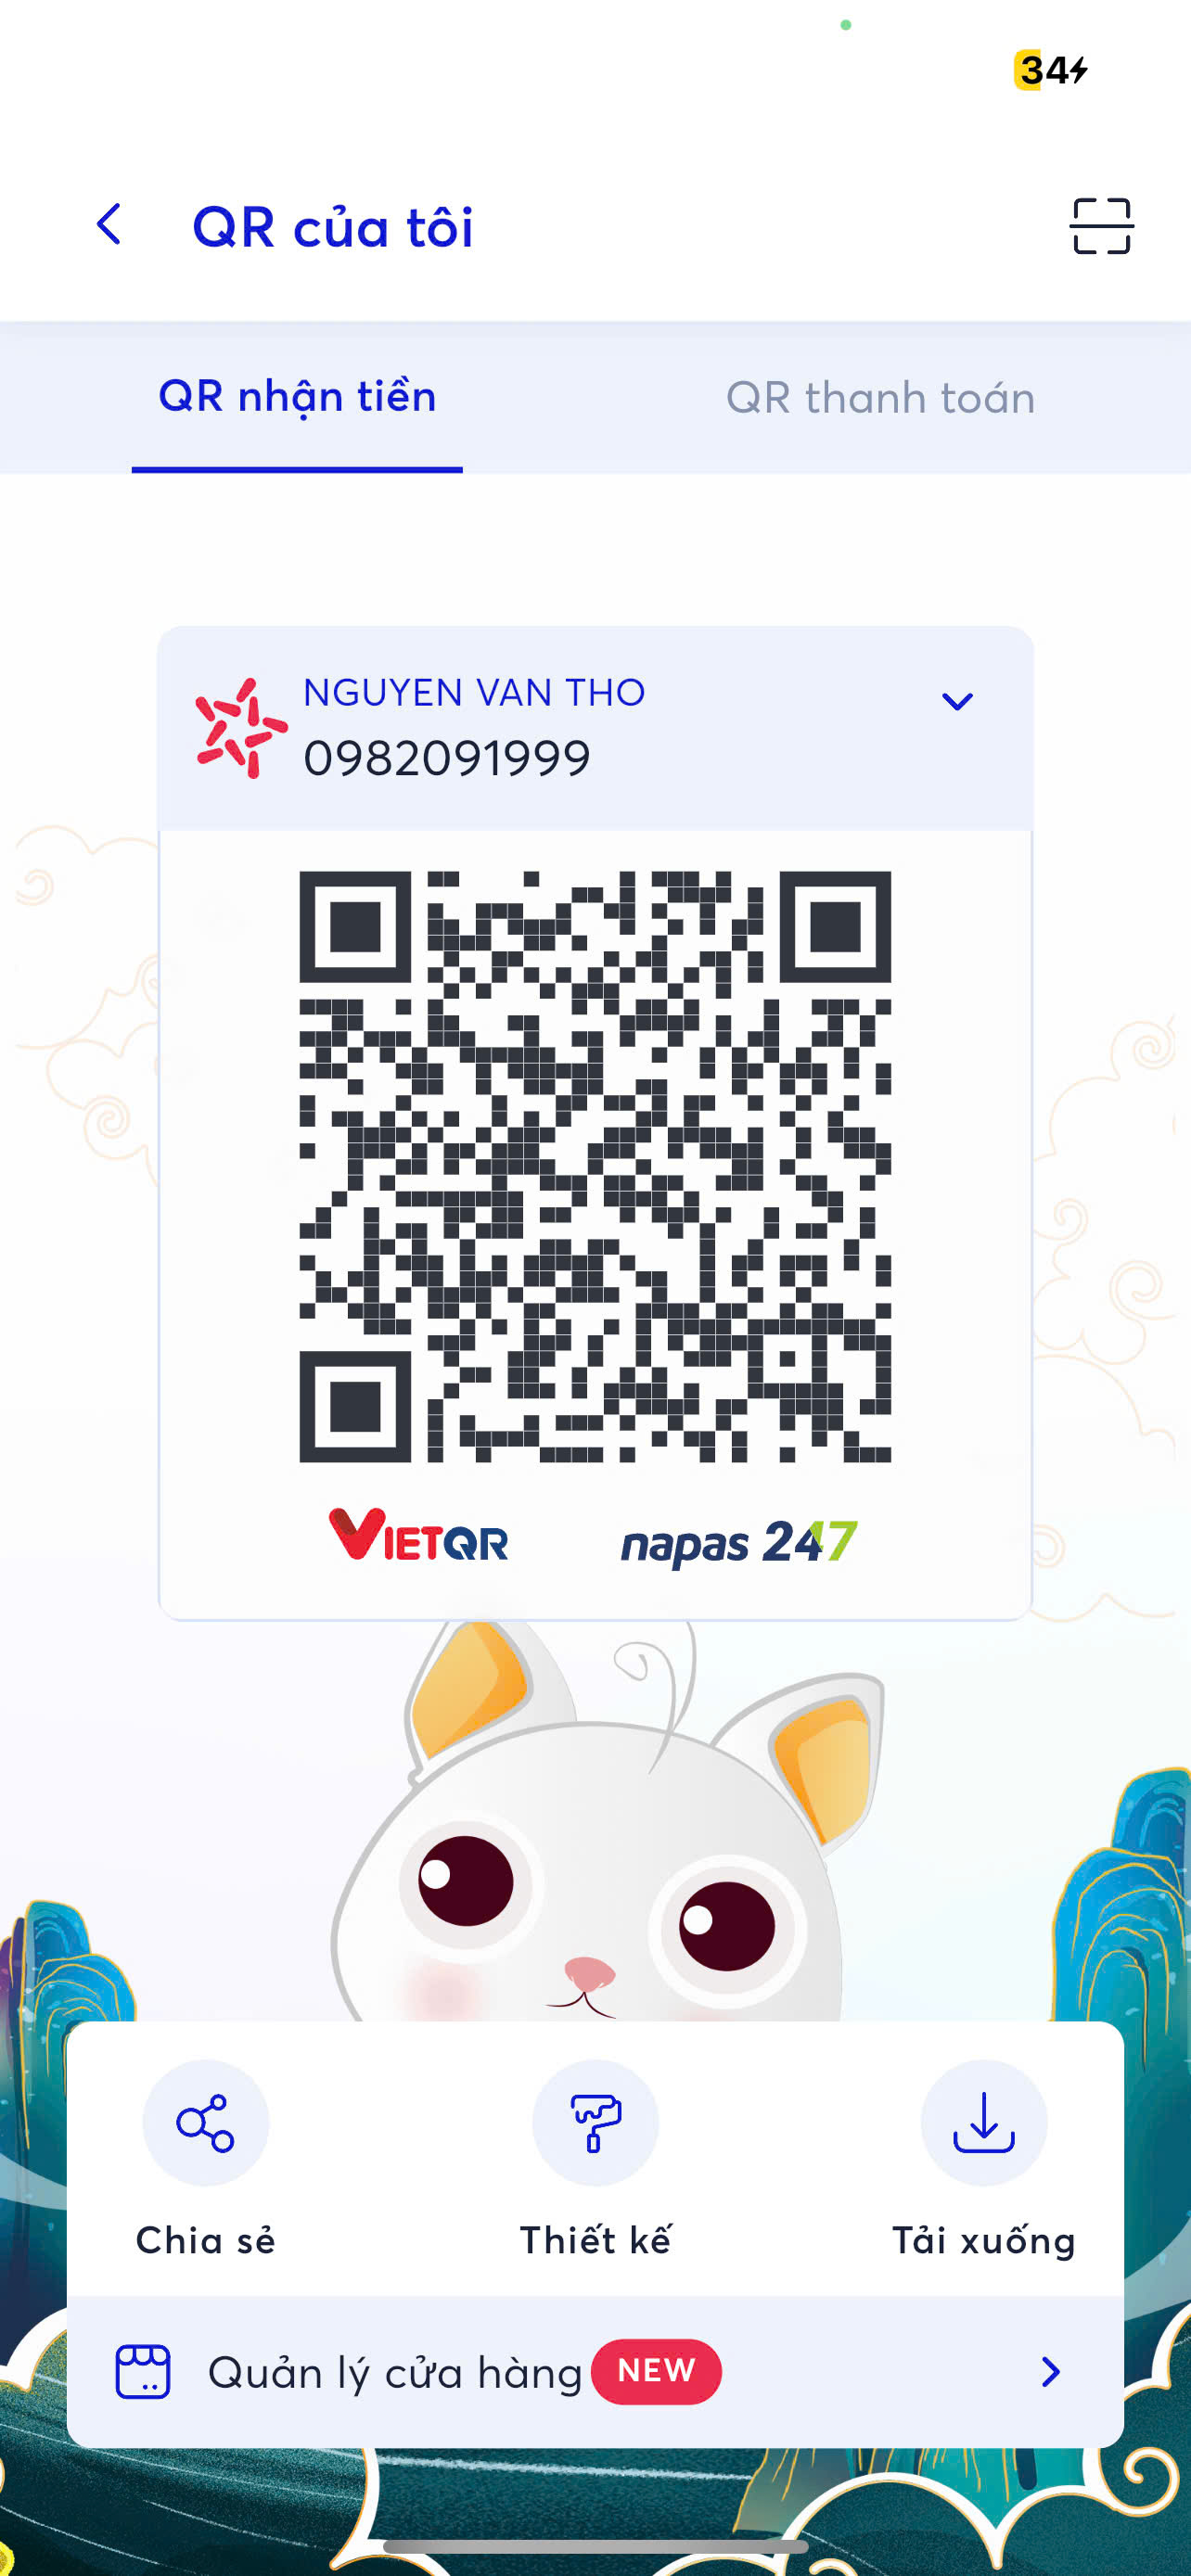 34
QR của tôi
QR nhận tiền
QR thanh toán
NGUYEN VAN THO
0982091999
VIETQR
napas 247
Chia sẻ
Thiết kế
Tải xuống
Quản lý cửa hàng NEW